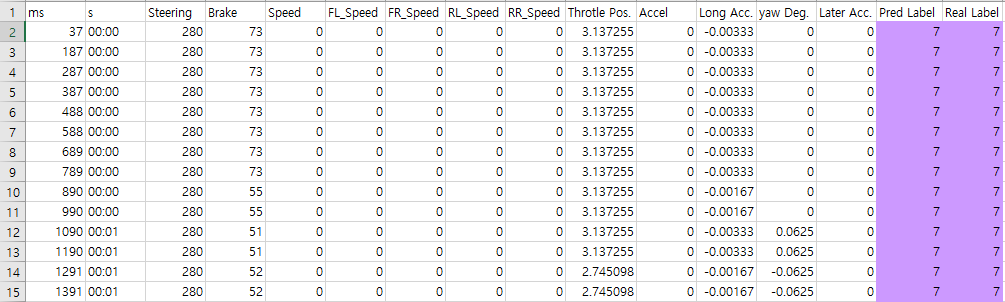 1 ms s Steering Brake Speed FL_Speed FR_Speed RL_Speed RR_Speed Throtle Pos. Accel Long Acc. yaw Deg. Later Acc. Pred Label Real Label
2 37 00:00 280 73 0 0 0 0 0 3.137255 0 -0.00333 0 0 7 7
3 187 00:00 280 73 0 0 0 0 0 3.137255 0 -0.00333 0 0 7 7
4 287 00:00 280 73 0 0 0 0 0 3.137255 0 -0.00333 0 0 7 7
5 387 00:00 280 73 0 0 0 0 0 3.137255 0 -0.00333 0 0 7 7
6 488 00:00 280 73 0 0 0 0 0 3.137255 0 -0.00333 0 0 7 7
7 588 00:00 280 73 0 0 0 0 0 3.137255 0 -0.00333 0 0 7 7
8 689 00:00 280 73 0 0 0 0 0 3.137255 0 -0.00333 0 0 7 7
9 789 00:00 280 73 0 0 0 0 0 3.137255 0 -0.00333 0 0 7 7
10 890 00:00 280 55 0 0 0 0 0 3.137255 0 -0.00167 0 0 7 7
11 990 00:00 280 55 0 0 0 0 0 3.137255 0 -0.00167 0 0 7 7
12 1090 00:01 280 51 0 0 0 0 0 3.137255 0 -0.00333 0.0625 0 7 7
13 1190 00:01 280 51 0 0 0 0 0 3.137255 0 -0.00333 0.0625 0 7 7
14 1291 00:01 280 52 0 0 0 0 0 2.745098 0 -0.00167 -0.0625 0 7 7
15 1391 00:01 280 52 0 0 0 0 0 2.745098 0 -0.00167 -0.0625 0 7 7